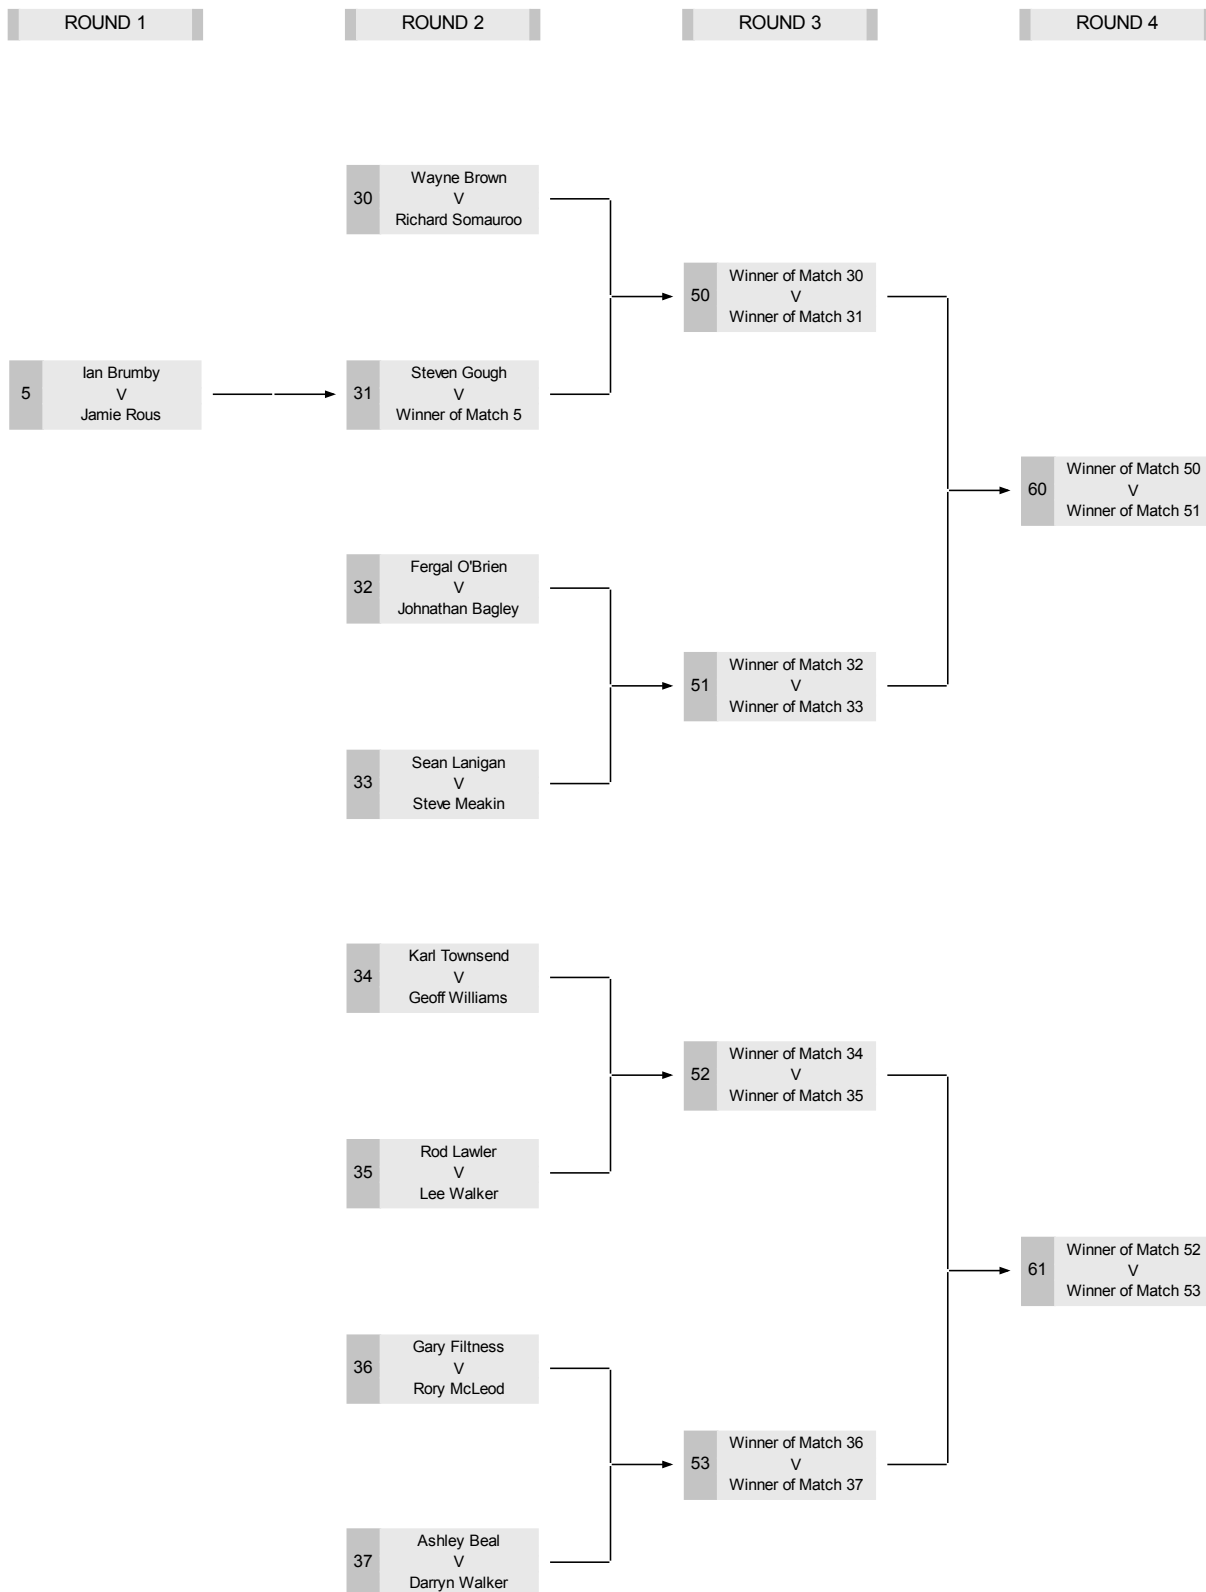 ROUND 1
ROUND 2
ROUND 3
ROUND 4
30
Wayne Brown
V
Richard Somauroo
50
Winner of Match 30
V
Winner of Match 31
5
Ian Brumby
V
Jamie Rous
31
Steven Gough
V
Winner of Match 5
60
Winner of Match 50
V
Winner of Match 51
32
Fergal O'Brien
V
Johnathan Bagley
51
Winner of Match 32
V
Winner of Match 33
33
Sean Lanigan
V
Steve Meakin
34
Karl Townsend
V
Geoff Williams
52
Winner of Match 34
V
Winner of Match 35
35
Rod Lawler
V
Lee Walker
61
Winner of Match 52
V
Winner of Match 53
36
Gary Filtness
V
Rory McLeod
53
Winner of Match 36
V
Winner of Match 37
37
Ashley Beal
V
Darryn Walker